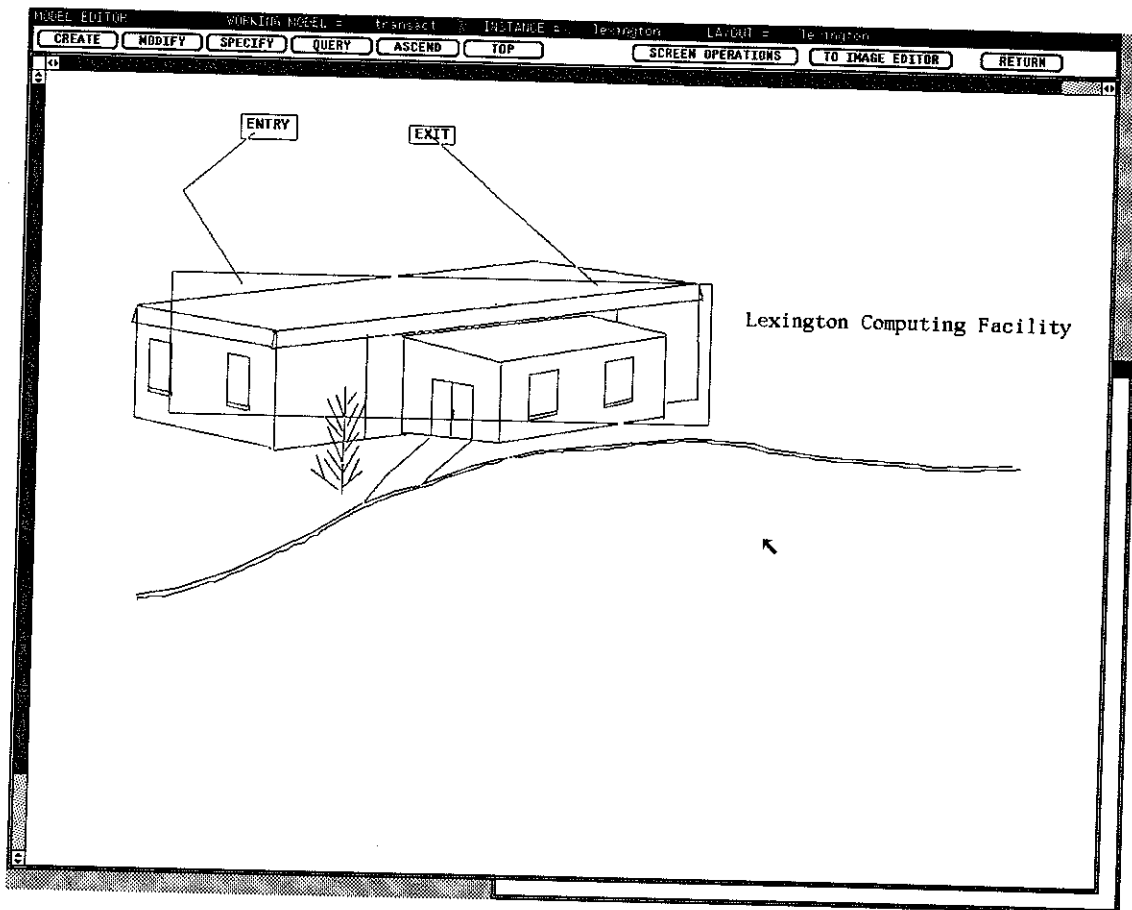 MODEL EDITOR WORKING MODEL = transact INSTANCE = lexington LAYOUT = lexington
CREATE MODIFY SPECIFY QUERY ASCEND TOP SCREEN OPERATIONS TO IMAGE EDITOR RETURN
ENTRY EXIT
Lexington Computing Facility